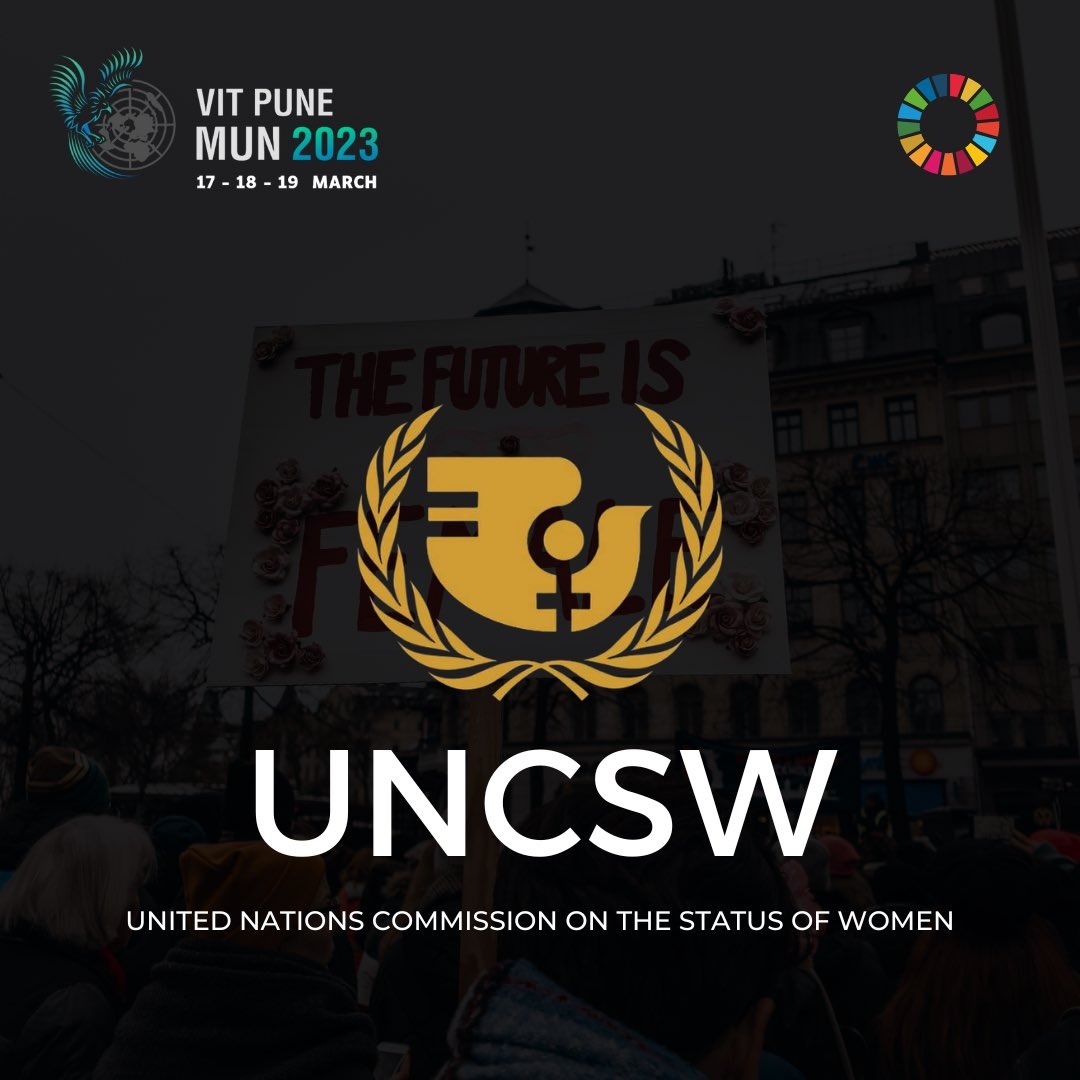 VIT PUNE
MUN 2023
17 - 18 - 19 MARCH
THE FUTURE IS
UNCSW
UNITED NATIONS COMMISSION ON THE STATUS OF WOMEN